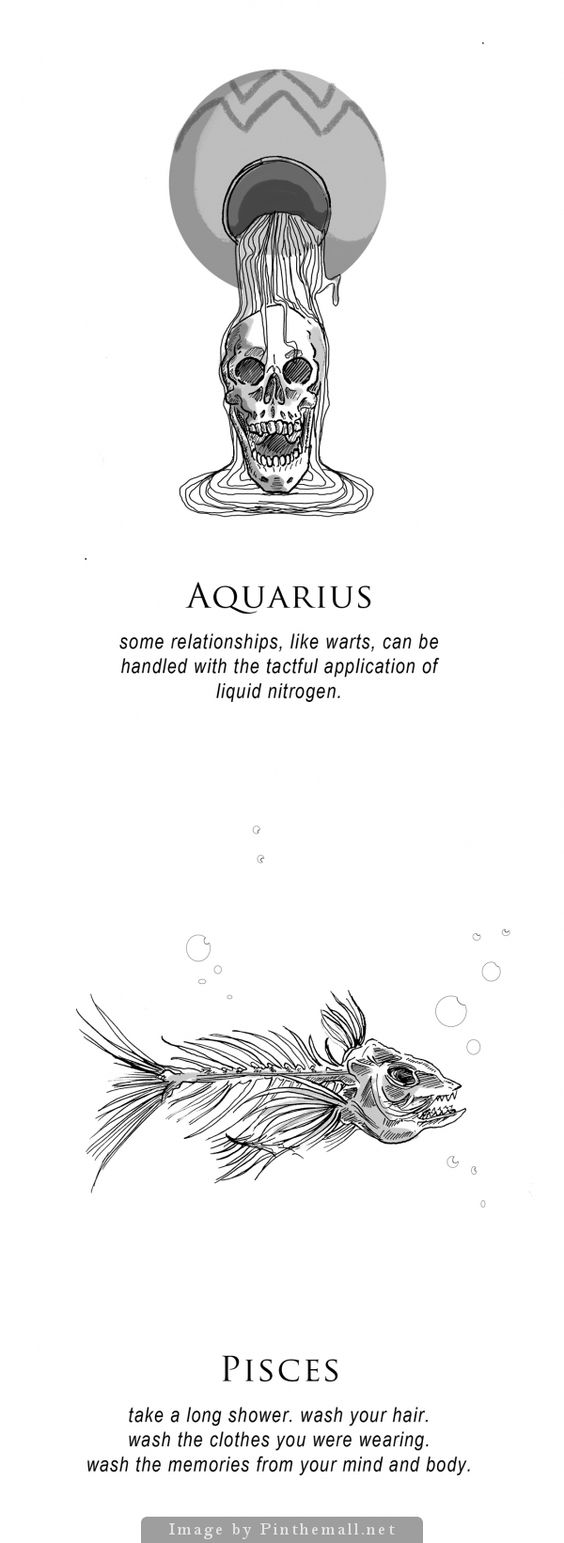 Aquarius
some relationships, like warts, can be
handled with the tactful application of
liquid nitrogen.
Pisces
take a long shower. wash your hair.
wash the clothes you were wearing.
wash the memories from your mind and body.
Image by Pinthemall.net